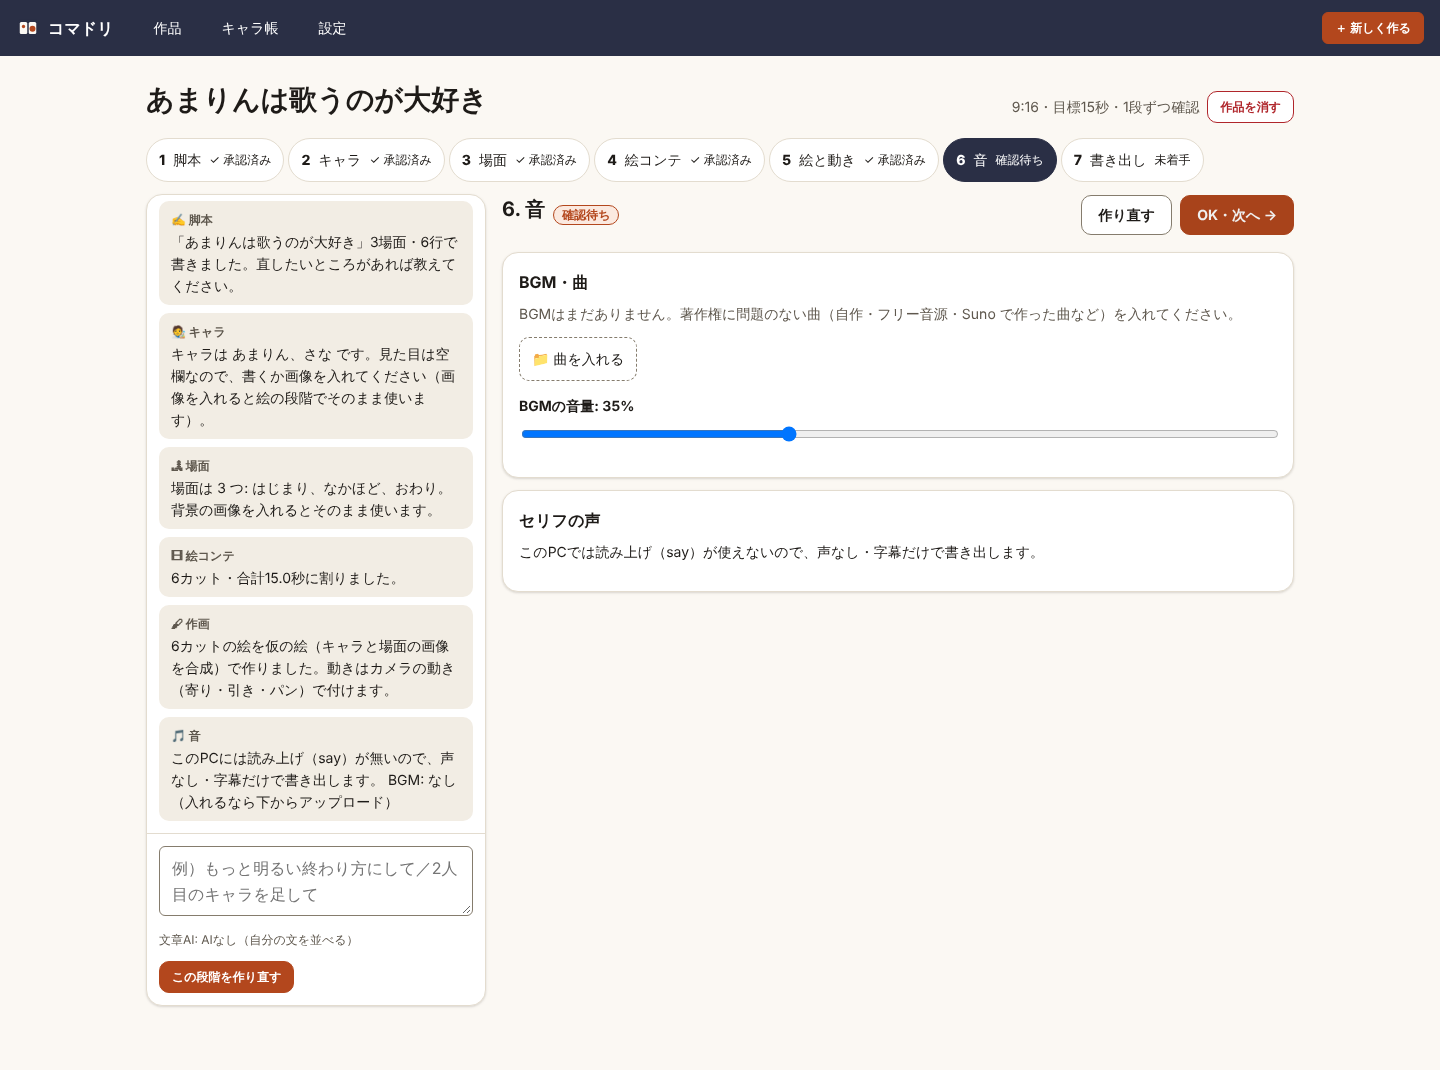 コマドリ
作品
キャラ帳
設定
＋ 新しく作る
あまりんは歌うのが大好き
9:16・目標15秒・1段ずつ確認
作品を消す
1 脚本 ✓ 承認済み
2 キャラ ✓ 承認済み
3 場面 ✓ 承認済み
4 絵コンテ ✓ 承認済み
5 絵と動き ✓ 承認済み
6 音 確認待ち
7 書き出し 未着手
✍️ 脚本
「あまりんは歌うのが大好き」3場面・6行で
書きました。直したいところがあれば教えて
ください。
🧑‍🎨 キャラ
キャラは あまりん、さな です。見た目は空
欄なので、書くか画像を入れてください（画
像を入れると絵の段階でそのまま使いま
す）。
🏞 場面
場面は 3 つ: はじまり、なかほど、おわり。
背景の画像を入れるとそのまま使います。
🎞 絵コンテ
6カット・合計15.0秒に割りました。
🖌 作画
6カットの絵を仮の絵（キャラと場面の画像
を合成）で作りました。動きはカメラの動き
（寄り・引き・パン）で付けます。
🎵 音
このPCには読み上げ（say）が無いので、声
なし・字幕だけで書き出します。 BGM: なし
（入れるなら下からアップロード）
例）もっと明るい終わり方にして／2人
目のキャラを足して
文章AI: AIなし（自分の文を並べる）
この段階を作り直す
6. 音 確認待ち
作り直す
OK・次へ →
BGM・曲
BGMはまだありません。著作権に問題のない曲（自作・フリー音源・Suno で作った曲など）を入れてください。
📁 曲を入れる
BGMの音量: 35%
セリフの声
このPCでは読み上げ（say）が使えないので、声なし・字幕だけで書き出します。